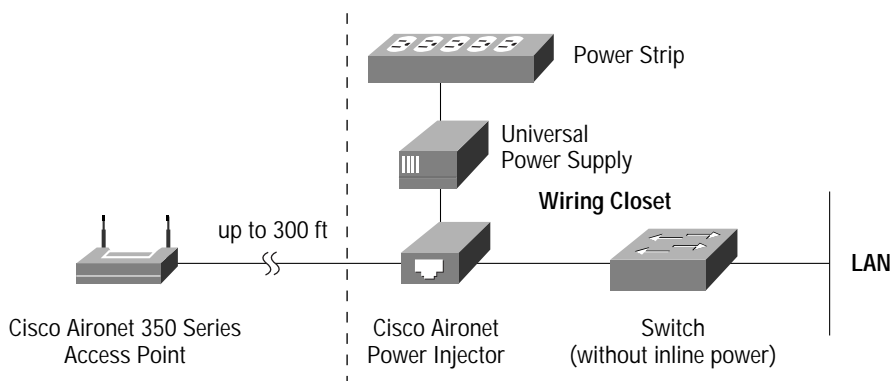 Power Strip
Universal
Power Supply
Wiring Closet
up to 300 ft
LAN
Cisco Aironet 350 Series
Access Point
Cisco Aironet
Power Injector
Switch
(without inline power)